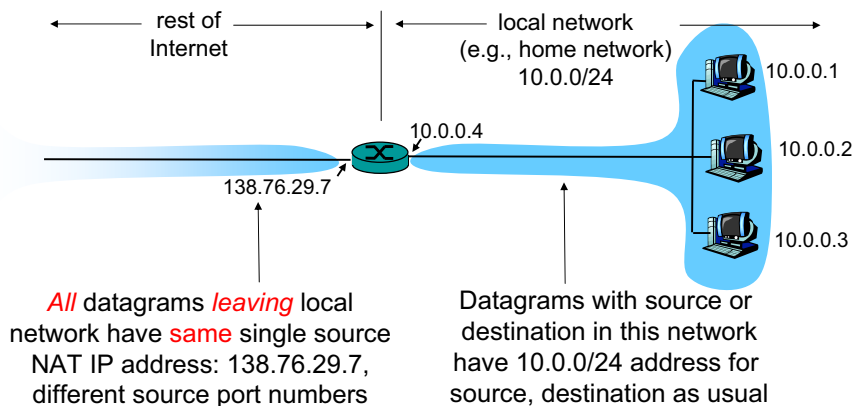 rest of
Internet
local network
(e.g., home network)
10.0.0/24
10.0.0.1
10.0.0.4
10.0.0.2
138.76.29.7
10.0.0.3
All datagrams leaving local
network have same single source
NAT IP address: 138.76.29.7,
different source port numbers
Datagrams with source or
destination in this network
have 10.0.0/24 address for
source, destination as usual